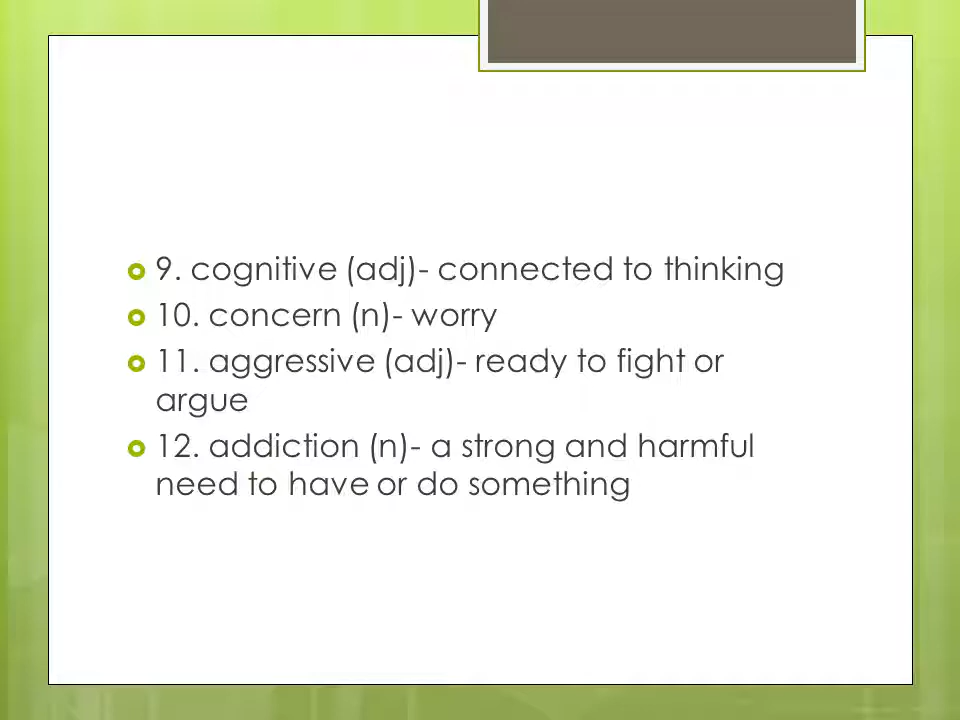 9. cognitive (adj)- connected to thinking
10. concern (n)- worry
11. aggressive (adj)- ready to fight or
argue
12. addiction (n)- a strong and harmful
need to have or do something